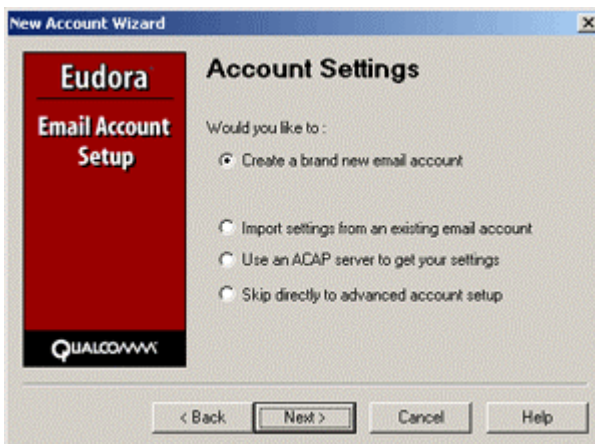 New Account Wizard
Eudora
Email Account
Setup
QUALCOMM
Account Settings
Would you like to :
Create a brand new email account
Import settings from an existing email account
Use an ACAP server to get your settings
Skip directly to advanced account setup
< Back Next > Cancel Help